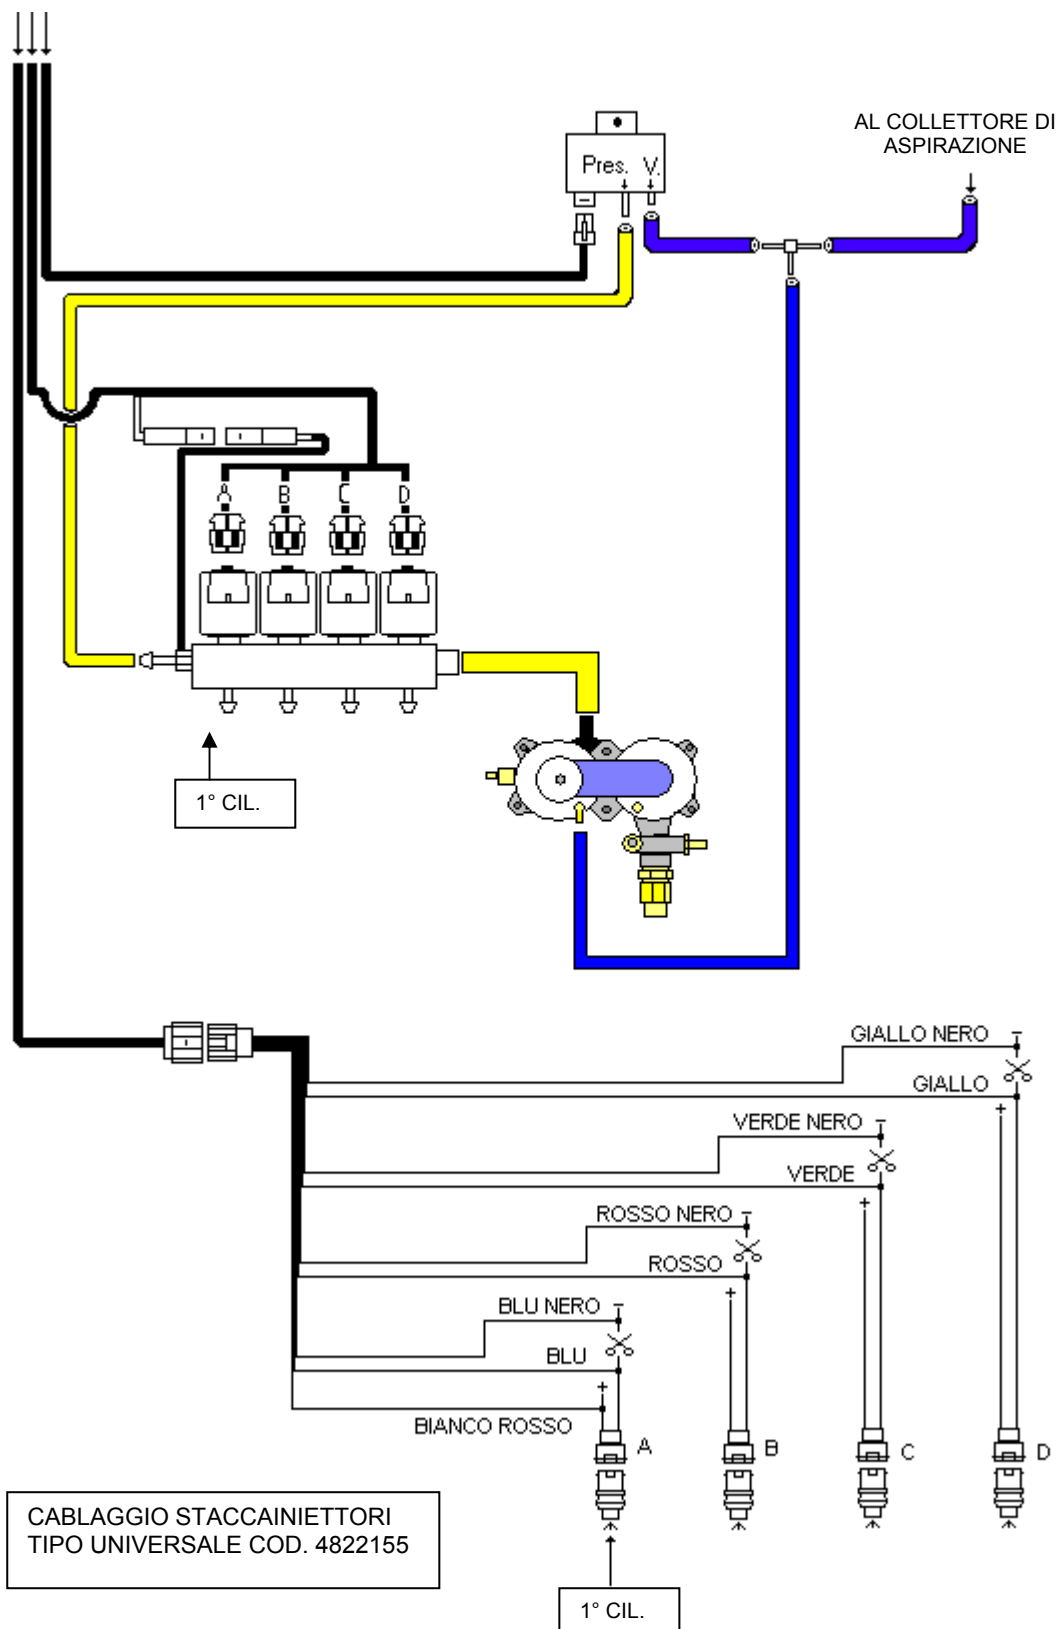 AL COLLETTORE DI
ASPIRAZIONE
Pres. V.
A B C D
1° CIL.
GIALLO NERO -
GIALLO
+
VERDE NERO -
VERDE
+
ROSSO NERO -
ROSSO
+
BLU NERO -
BLU
+
BIANCO ROSSO
A B C D
CABLAGGIO STACCAINIETTORI
TIPO UNIVERSALE COD. 4822155
1° CIL.